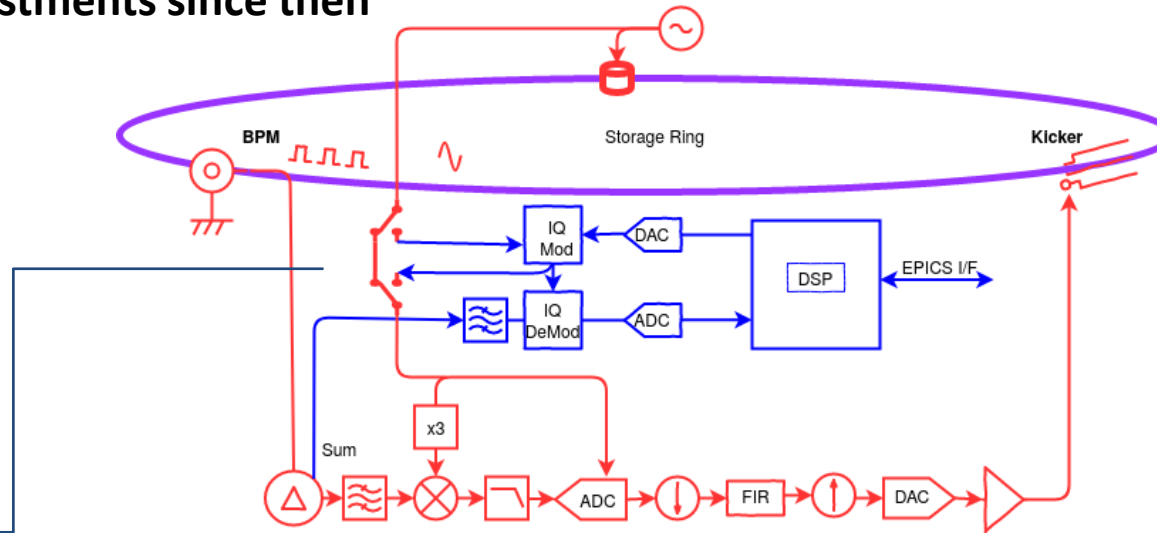 stments since then
BPM
Storage Ring
Kicker
IQ
Mod
DAC
DSP
EPICS I/F
IQ
DeMod
ADC
x3
Sum
Δ
ADC
FIR
DAC